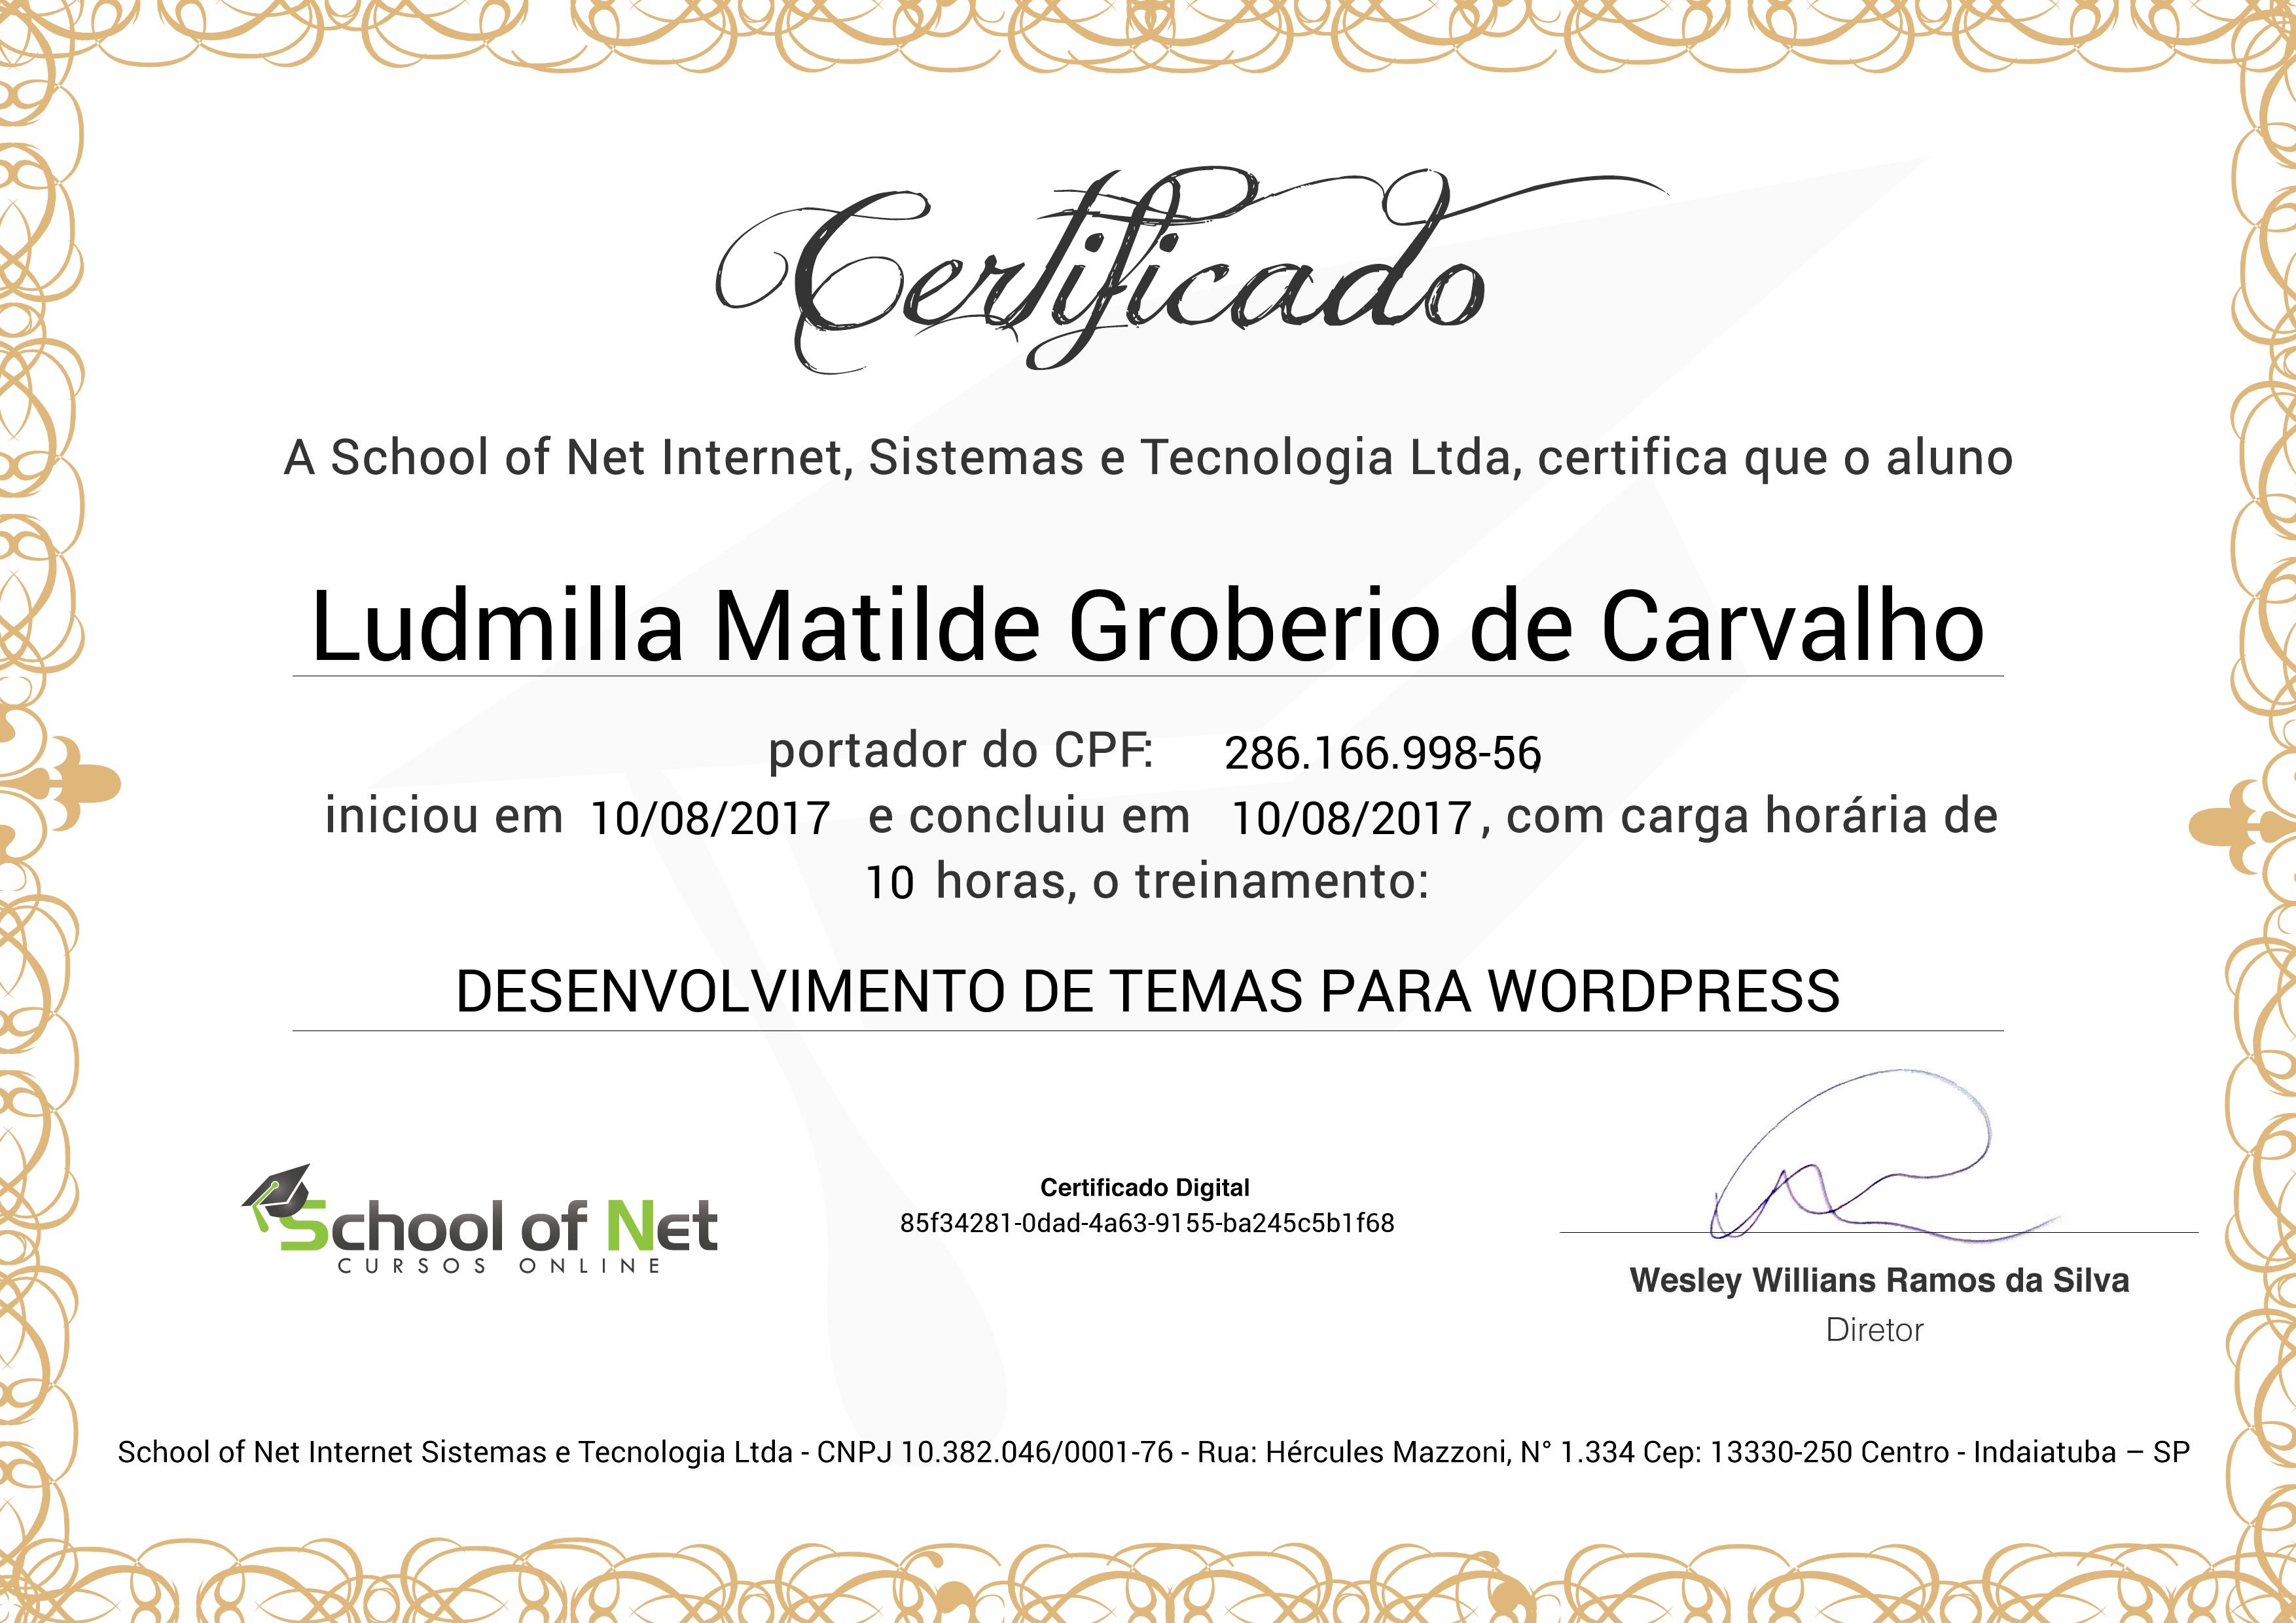 Certificado
A School of Net Internet, Sistemas e Tecnologia Ltda, certifica que o aluno
Ludmilla Matilde Groberio de Carvalho
portador do CPF: 286.166.998-56,
iniciou em 10/08/2017 e concluiu em 10/08/2017, com carga horária de
10 horas, o treinamento:
DESENVOLVIMENTO DE TEMAS PARA WORDPRESS
School of Net
CURSOS ONLINE
Certificado Digital
85f34281-0dad-4a63-9155-ba245c5b1f68
Wesley Willians Ramos da Silva
Diretor
School of Net Internet Sistemas e Tecnologia Ltda - CNPJ 10.382.046/0001-76 - Rua: Hércules Mazzoni, N° 1.334 Cep: 13330-250 Centro - Indaiatuba – SP